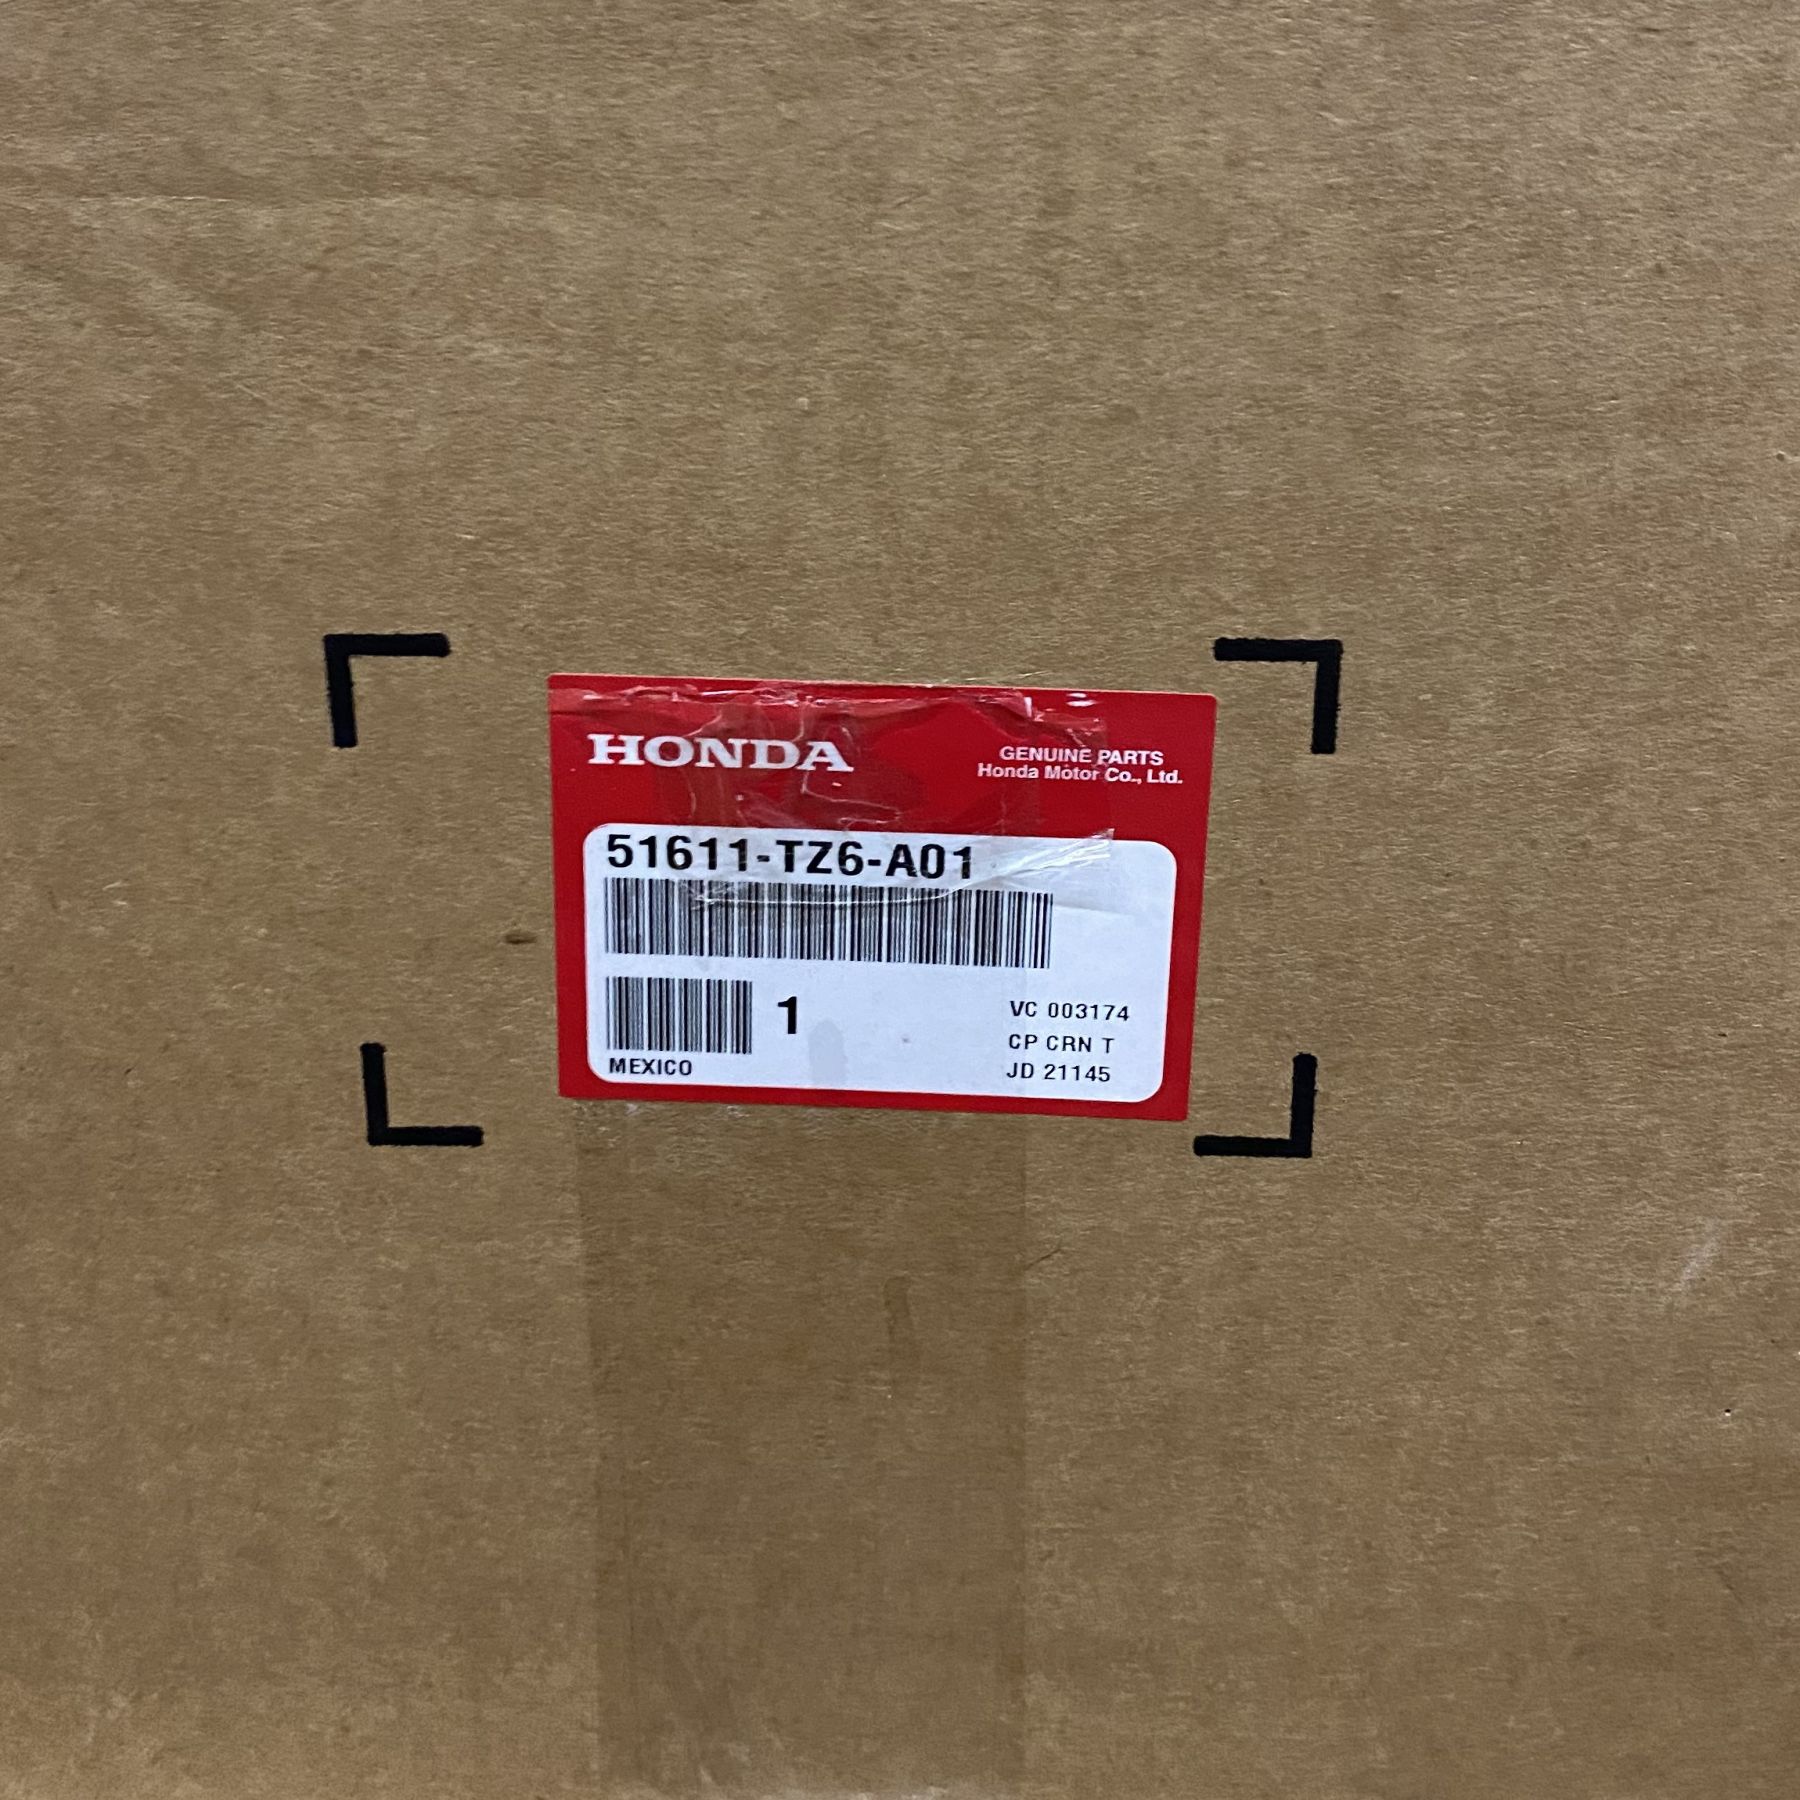 HONDA
GENUINE PARTS
Honda Motor Co., Ltd.
51611-TZ6-A01
1
MEXICO
VC 003174
CP CRN T
JD 21145